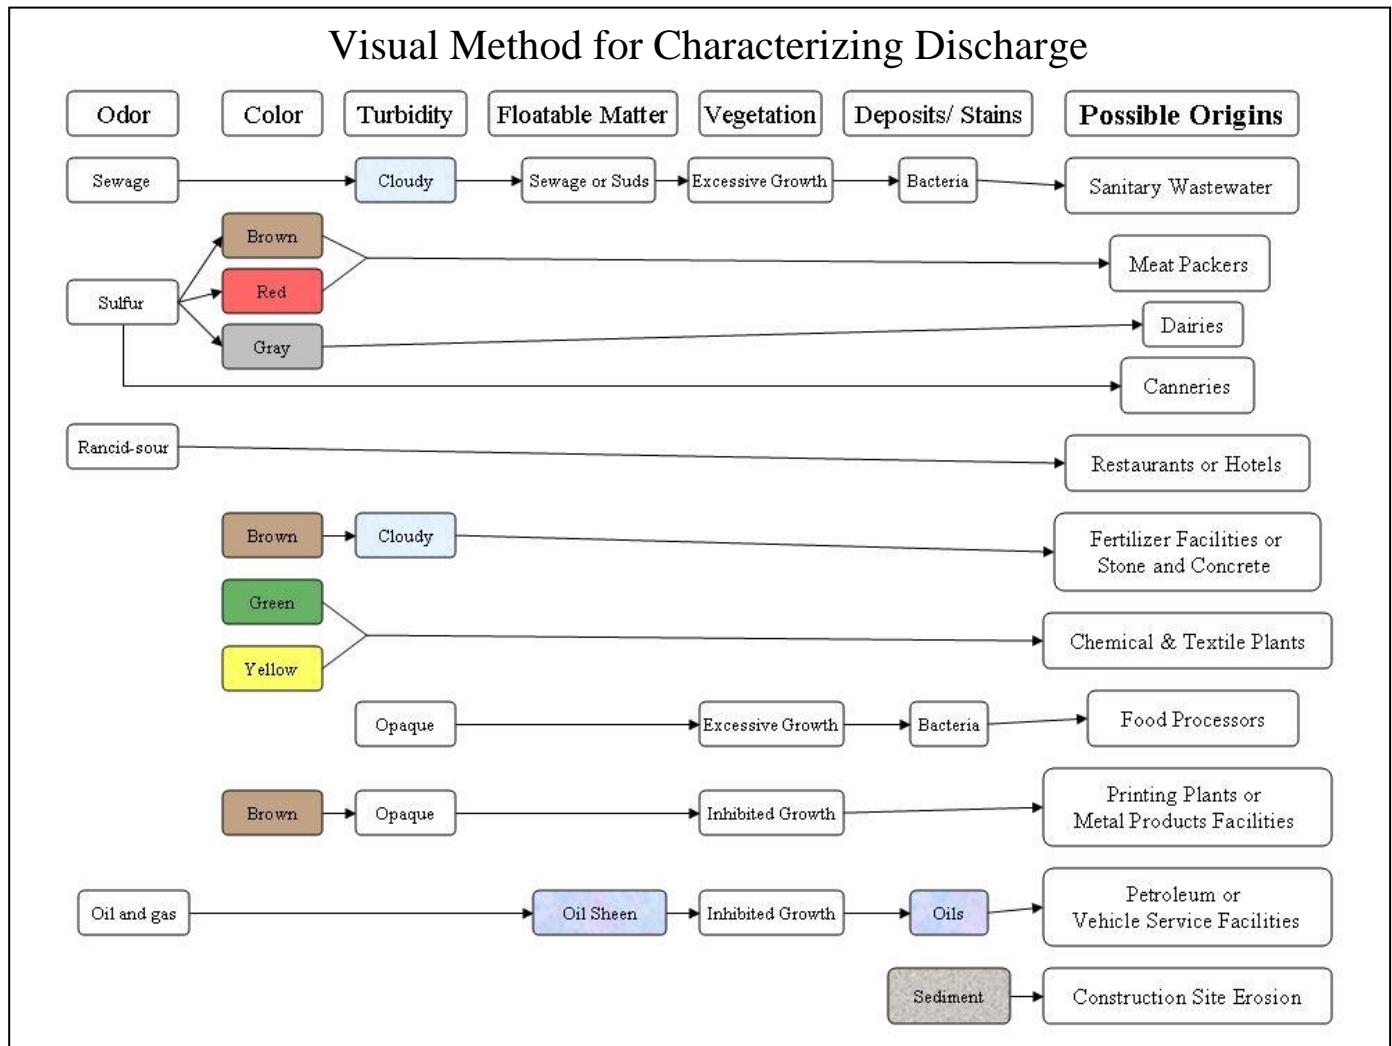 Visual Method for Characterizing Discharge
Odor
Color
Turbidity
Floatable Matter
Vegetation
Deposits/ Stains
Possible Origins
Sewage
Cloudy
Sewage or Suds
Excessive Growth
Bacteria
Sanitary Wastewater
Sulfur
Brown
Red
Gray
Meat Packers
Dairies
Canneries
Rancid-sour
Restaurants or Hotels
Brown
Cloudy
Fertilizer Facilities or
Stone and Concrete
Green
Yellow
Chemical & Textile Plants
Opaque
Excessive Growth
Bacteria
Food Processors
Brown
Opaque
Inhibited Growth
Printing Plants or
Metal Products Facilities
Oil and gas
Oil Sheen
Inhibited Growth
Oils
Petroleum or
Vehicle Service Facilities
Sediment
Construction Site Erosion